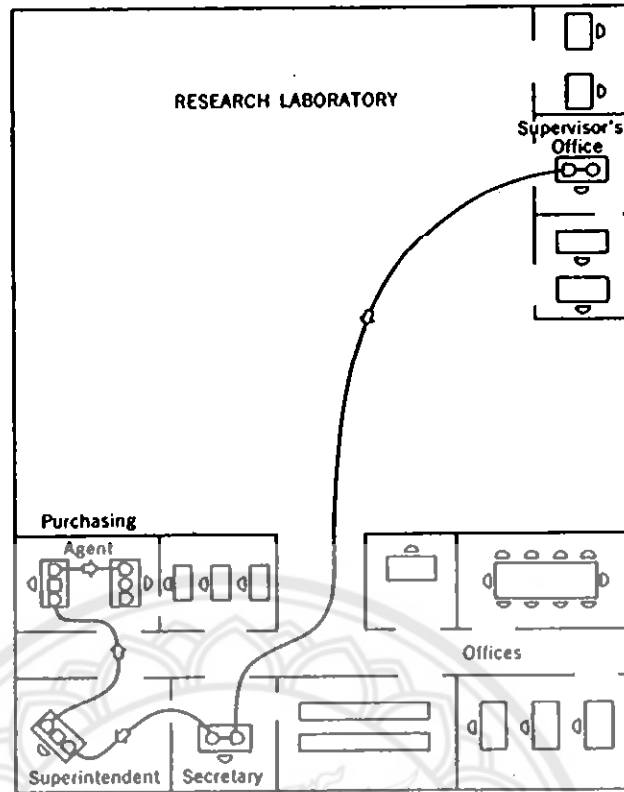 RESEARCH LABORATORY
Supervisor's
Office
Purchasing
Agent
Offices
Superintendent
Secretary